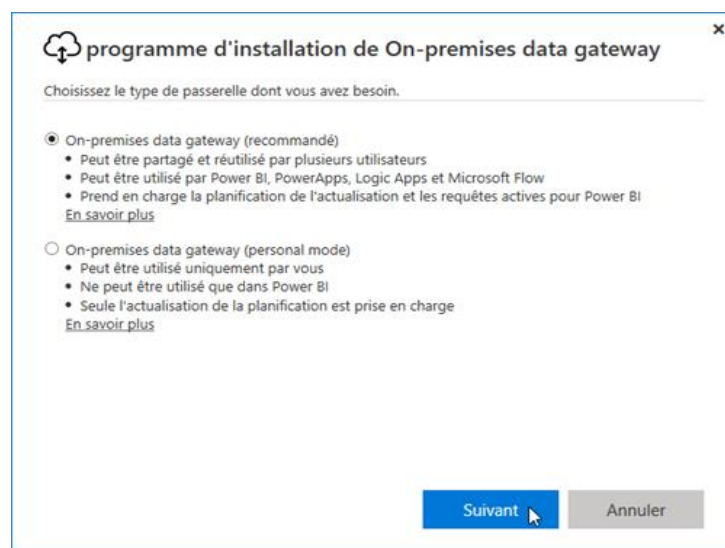 programme d'installation de On-premises data gateway
Choisissez le type de passerelle dont vous avez besoin.
On-premises data gateway (recommandé)
• Peut être partagé et réutilisé par plusieurs utilisateurs
• Peut être utilisé par Power BI, PowerApps, Logic Apps et Microsoft Flow
• Prend en charge la planification de l'actualisation et les requêtes actives pour Power BI
En savoir plus
On-premises data gateway (personal mode)
• Peut être utilisé uniquement par vous
• Ne peut être utilisé que dans Power BI
• Seule l'actualisation de la planification est prise en charge
En savoir plus
Suivant Annuler